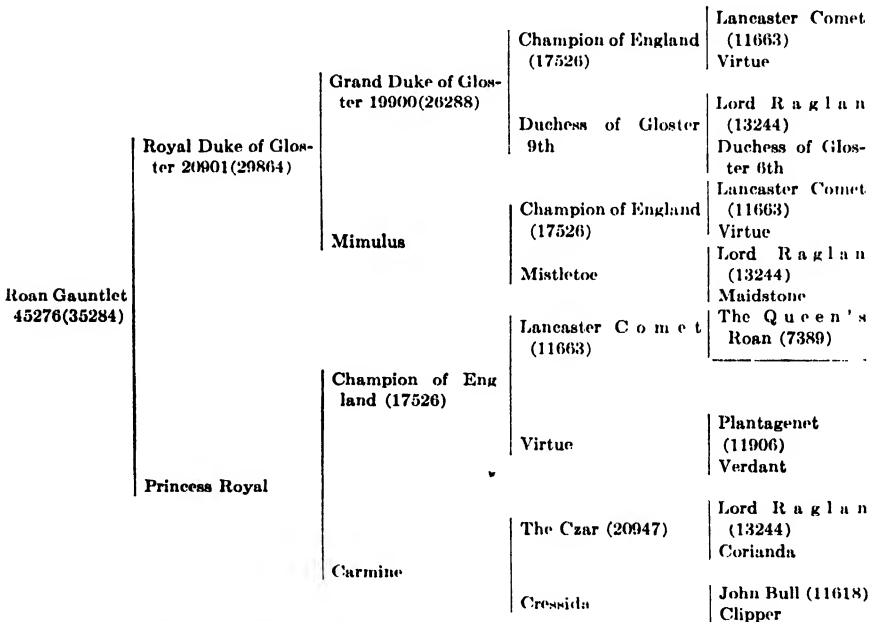 Roan Gauntlet
45276(35284)
Royal Duke of Glos-
ter 20901(29864)
Princess Royal
Grand Duke of Glos-
ter 19900(26288)
Mimulus
Champion of Eng
land (17526)
Carmine
Champion of England
(17526)
Duchess of Gloster
9th
Champion of England
(17526)
Mistletoe
Lancaster Comet
(11663)
Virtue
The Czar (20947)
Cressida
Lancaster Comet
(11663)
Virtue
Lord Raglan
(13244)
Duchess of Glos-
ter 6th
Lancaster Comet
(11663)
Virtue
Lord Raglan
(13244)
Maidstone
The Queen's
Roan (7389)
Plantagenet
(11906)
Verdant
Lord Raglan
(13244)
Corianda
John Bull (11618)
Clipper